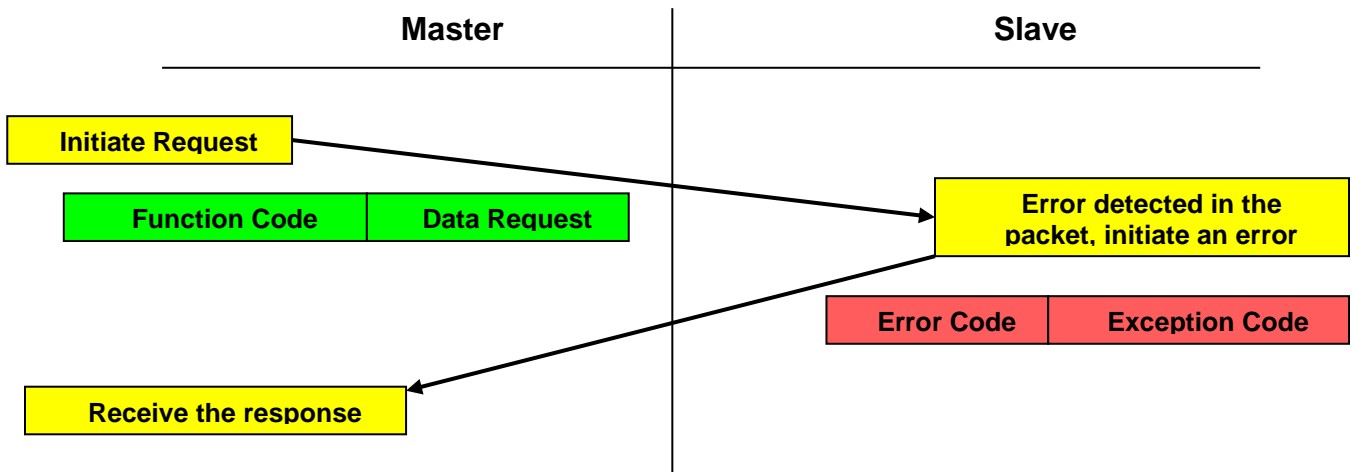 Master
Slave
Initiate Request
Function Code
Data Request
Error detected in the
packet, initiate an error
Error Code
Exception Code
Receive the response